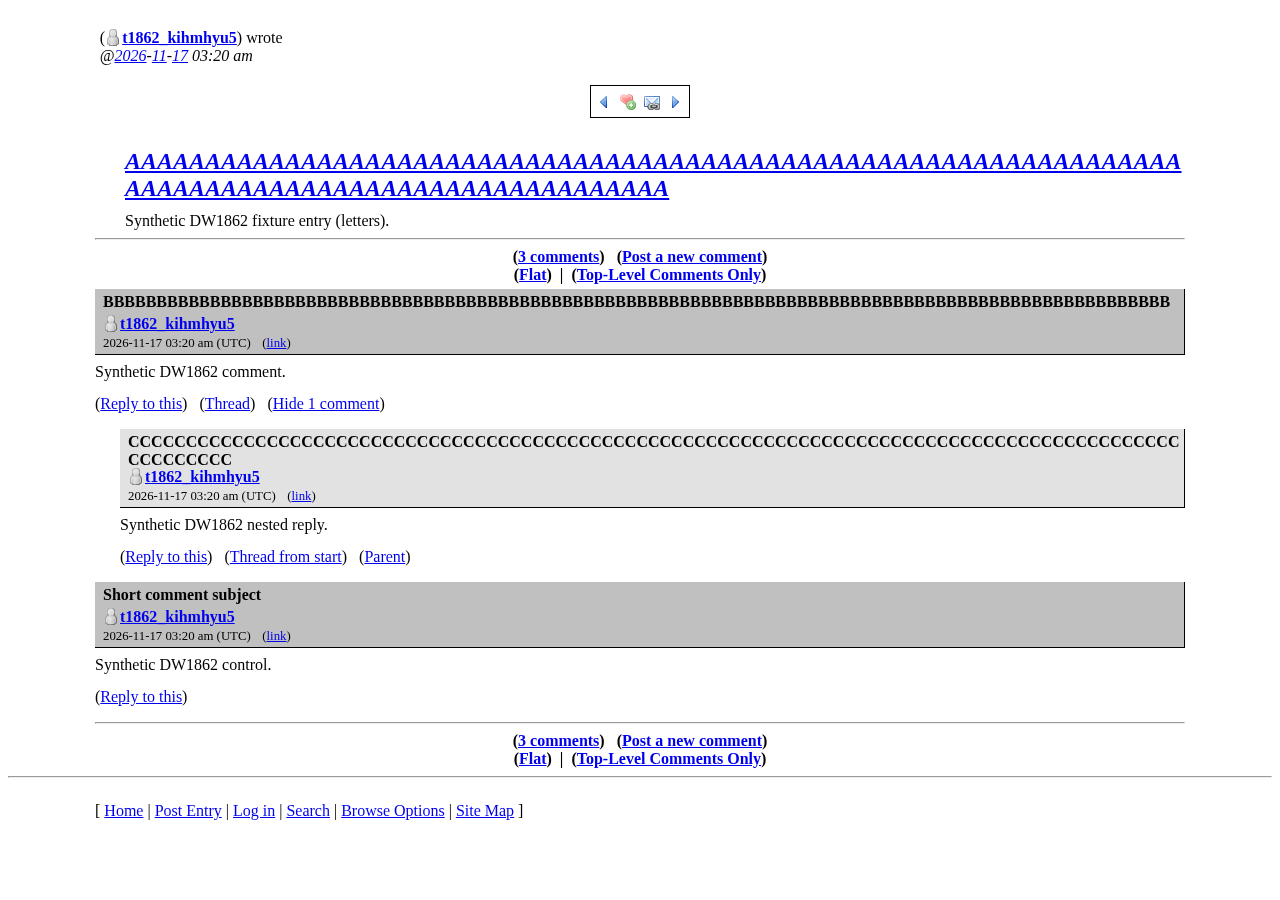 (t1862_kihmhyu5) wrote
@2026-11-17 03:20 am
AAAAAAAAAAAAAAAAAAAAAAAAAAAAAAAAAAAAAAAAAAAAAAAAAAAAAAAAAAAAAAAAAA
AAAAAAAAAAAAAAAAAAAAAAAAAAAAAAAAAA
Synthetic DW1862 fixture entry (letters).
(3 comments) (Post a new comment)
(Flat) | (Top-Level Comments Only)
BBBBBBBBBBBBBBBBBBBBBBBBBBBBBBBBBBBBBBBBBBBBBBBBBBBBBBBBBBBBBBBBBBBBBBBBBBBBBBBBBBBBBBBBBBBBBBBBBBBB
t1862_kihmhyu5
2026-11-17 03:20 am (UTC) (link)
Synthetic DW1862 comment.
(Reply to this) (Thread) (Hide 1 comment)
CCCCCCCCCCCCCCCCCCCCCCCCCCCCCCCCCCCCCCCCCCCCCCCCCCCCCCCCCCCCCCCCCCCCCCCCCCCCCCCCCCCCCCCCCCC
CCCCCCCCC
t1862_kihmhyu5
2026-11-17 03:20 am (UTC) (link)
Synthetic DW1862 nested reply.
(Reply to this) (Thread from start) (Parent)
Short comment subject
t1862_kihmhyu5
2026-11-17 03:20 am (UTC) (link)
Synthetic DW1862 control.
(Reply to this)
(3 comments) (Post a new comment)
(Flat) | (Top-Level Comments Only)
[ Home | Post Entry | Log in | Search | Browse Options | Site Map ]